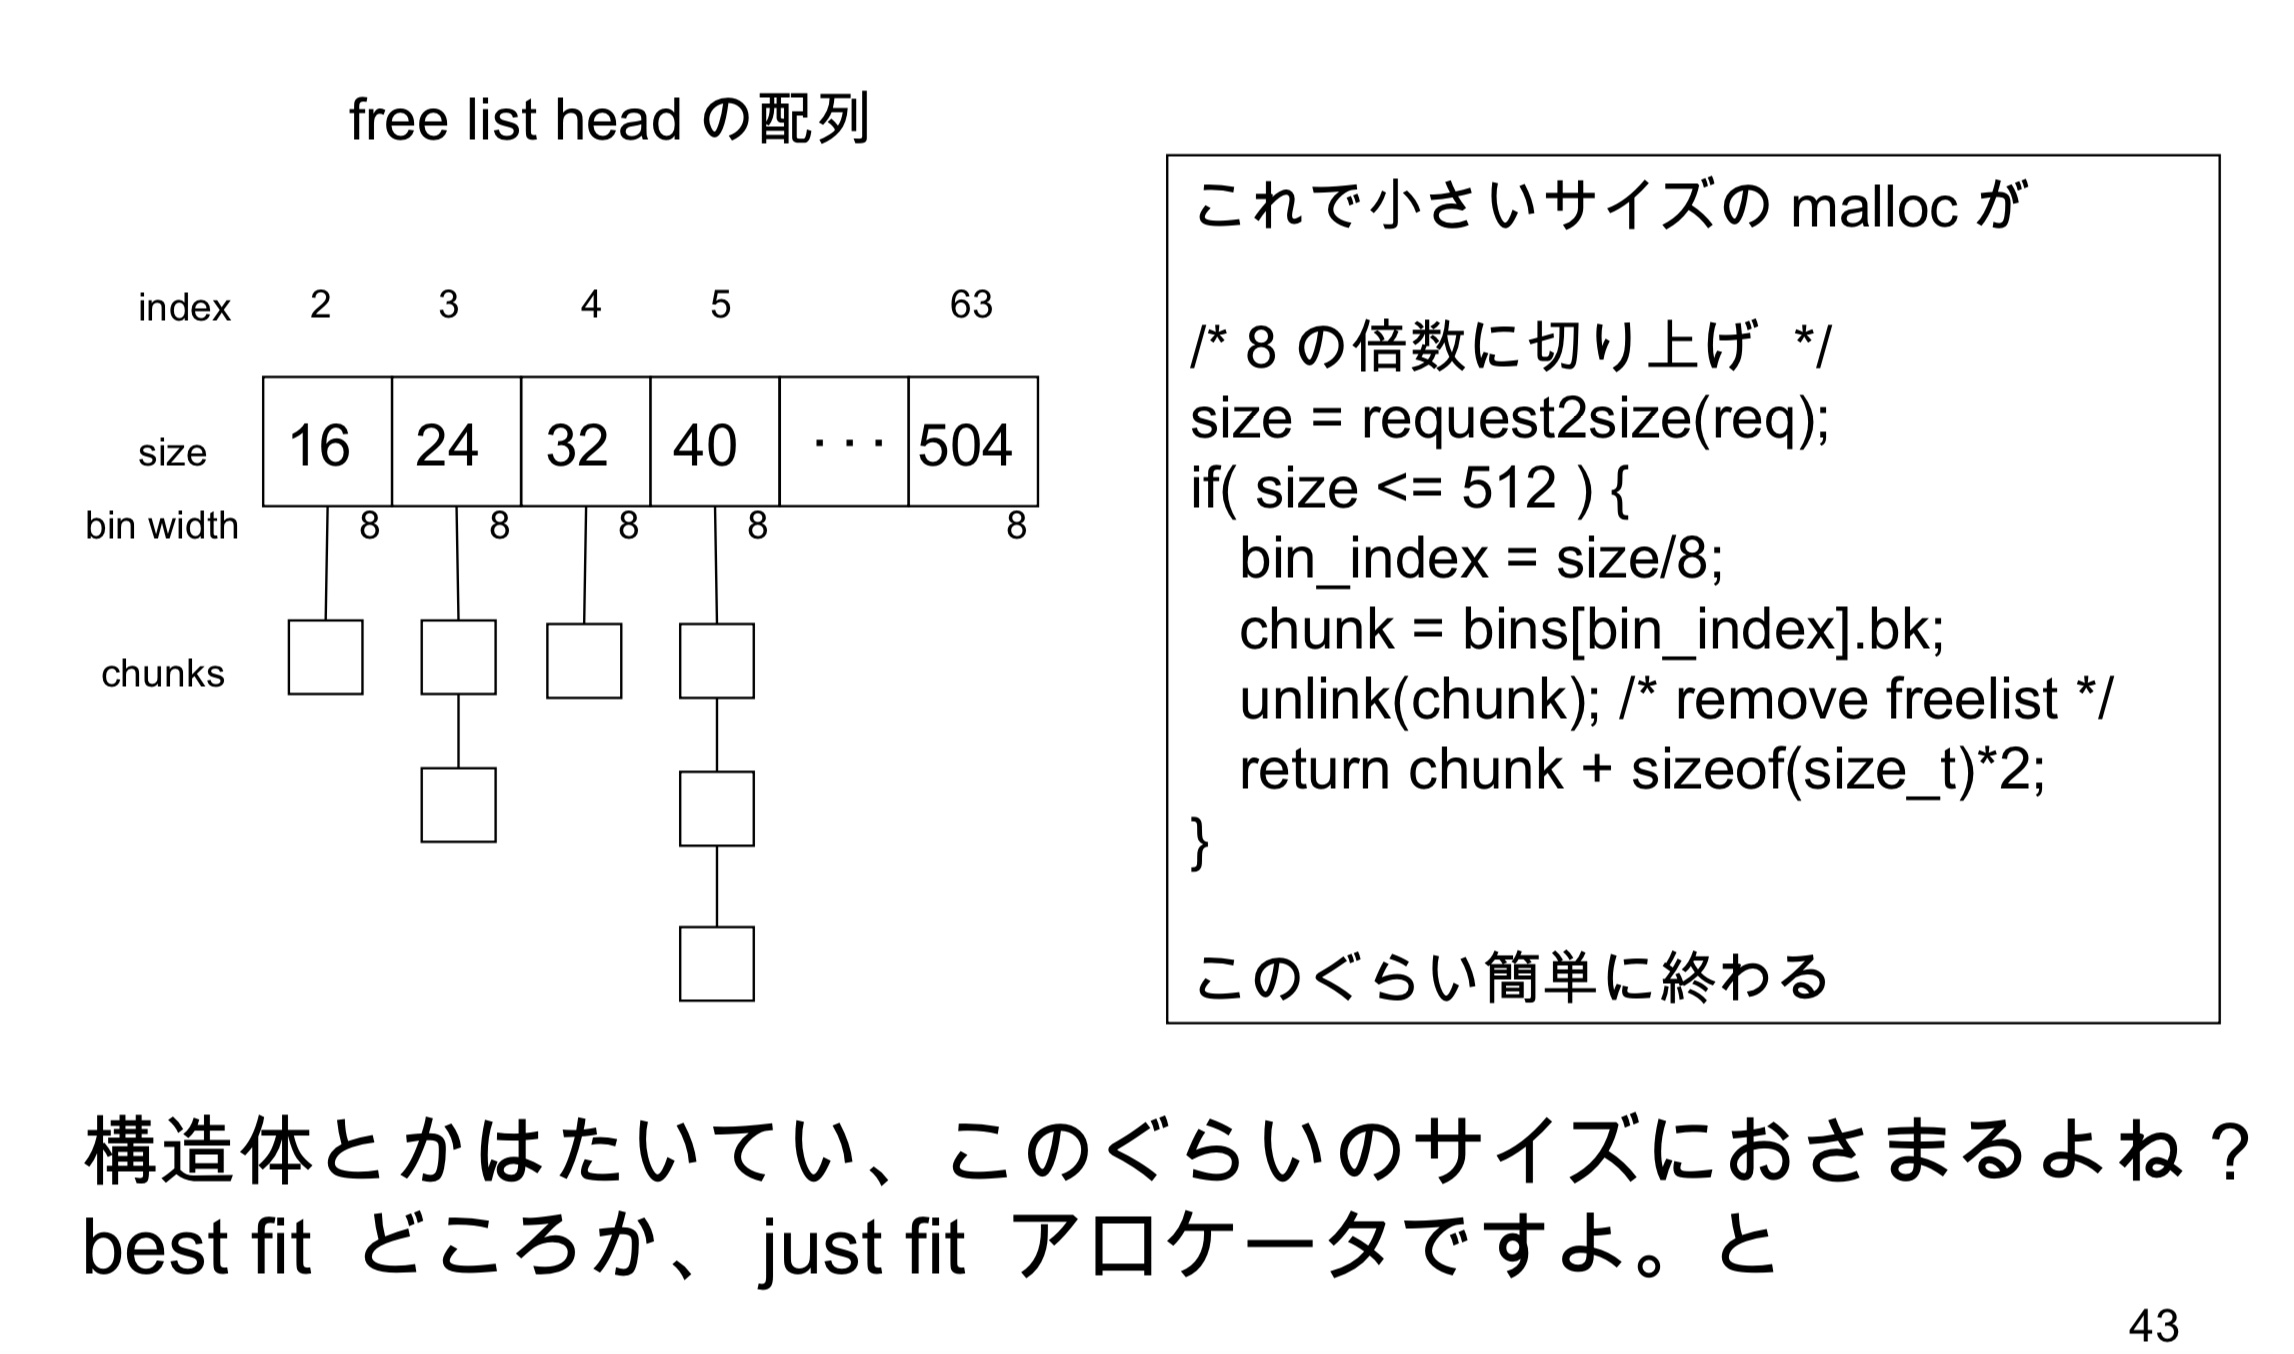 free list head の配列
index 2 3 4 5 63
size 16 24 32 40 ・・・ 504
bin width 8 8 8 8 8
chunks
これで小さいサイズの malloc が
/* 8 の倍数に切り上げ */
size = request2size(req);
if( size <= 512 ) {
bin_index = size/8;
chunk = bins[bin_index].bk;
unlink(chunk); /* remove freelist */
return chunk + sizeof(size_t)*2;
}
このぐらい簡単に終わる
構造体とかはたいてい、このぐらいのサイズにおさまるよね？
best fit どころか、 just fit アロケータですよ。と
43